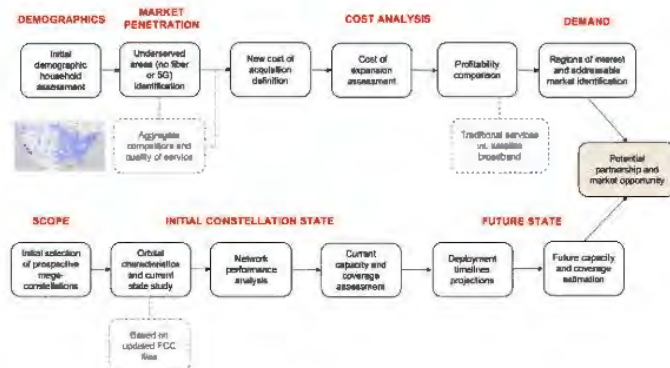 DEMOGRAPHICS
MARKET
PENETRATION
COST ANALYSIS
DEMAND
Initial
demographic
household
assessment
Underserved
areas (no fiber
or 5G)
identification
New cost of
acquisition
definition
Cost of
expansion
assessment
Profitability
comparison
Regions of interest
and addressable
market identification
Aggregate
competitors and
quality of service
Traditional services
vs. satellite
broadband
Potential
partnership and
market opportunity
SCOPE
INITIAL CONSTELLATION STATE
FUTURE STATE
Initial selection
of prospective
mega-
constellations
Orbital
characteristics
and current
state study
Network
performance
analysis
Current
capacity and
coverage
assessment
Deployment
timelines
projections
Future capacity
and coverage
estimation
Based on
updated FCC
files